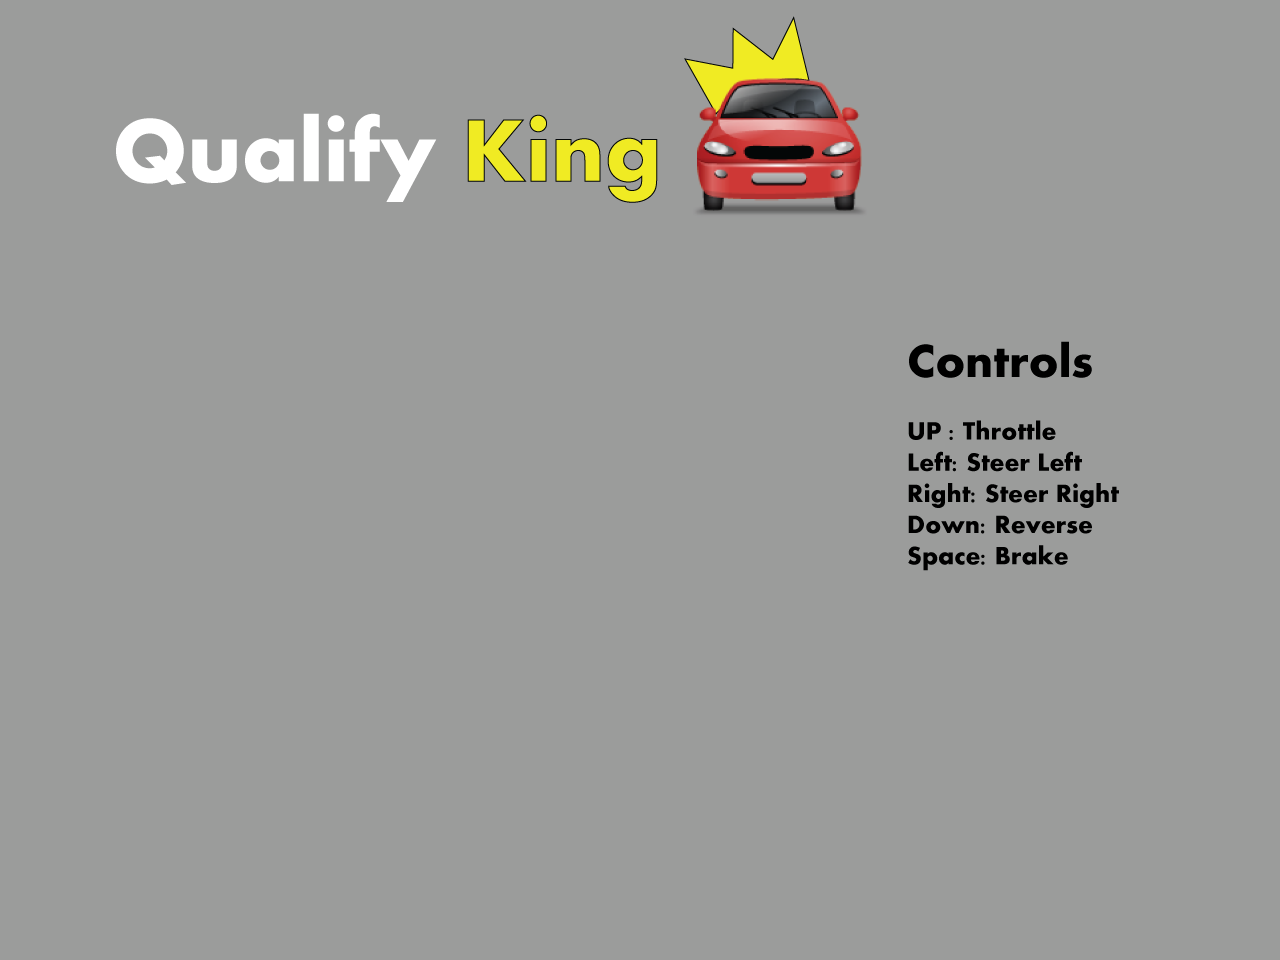 Qualify King
Controls
UP : Throttle
Left: Steer Left
Right: Steer Right
Down: Reverse
Space: Brake